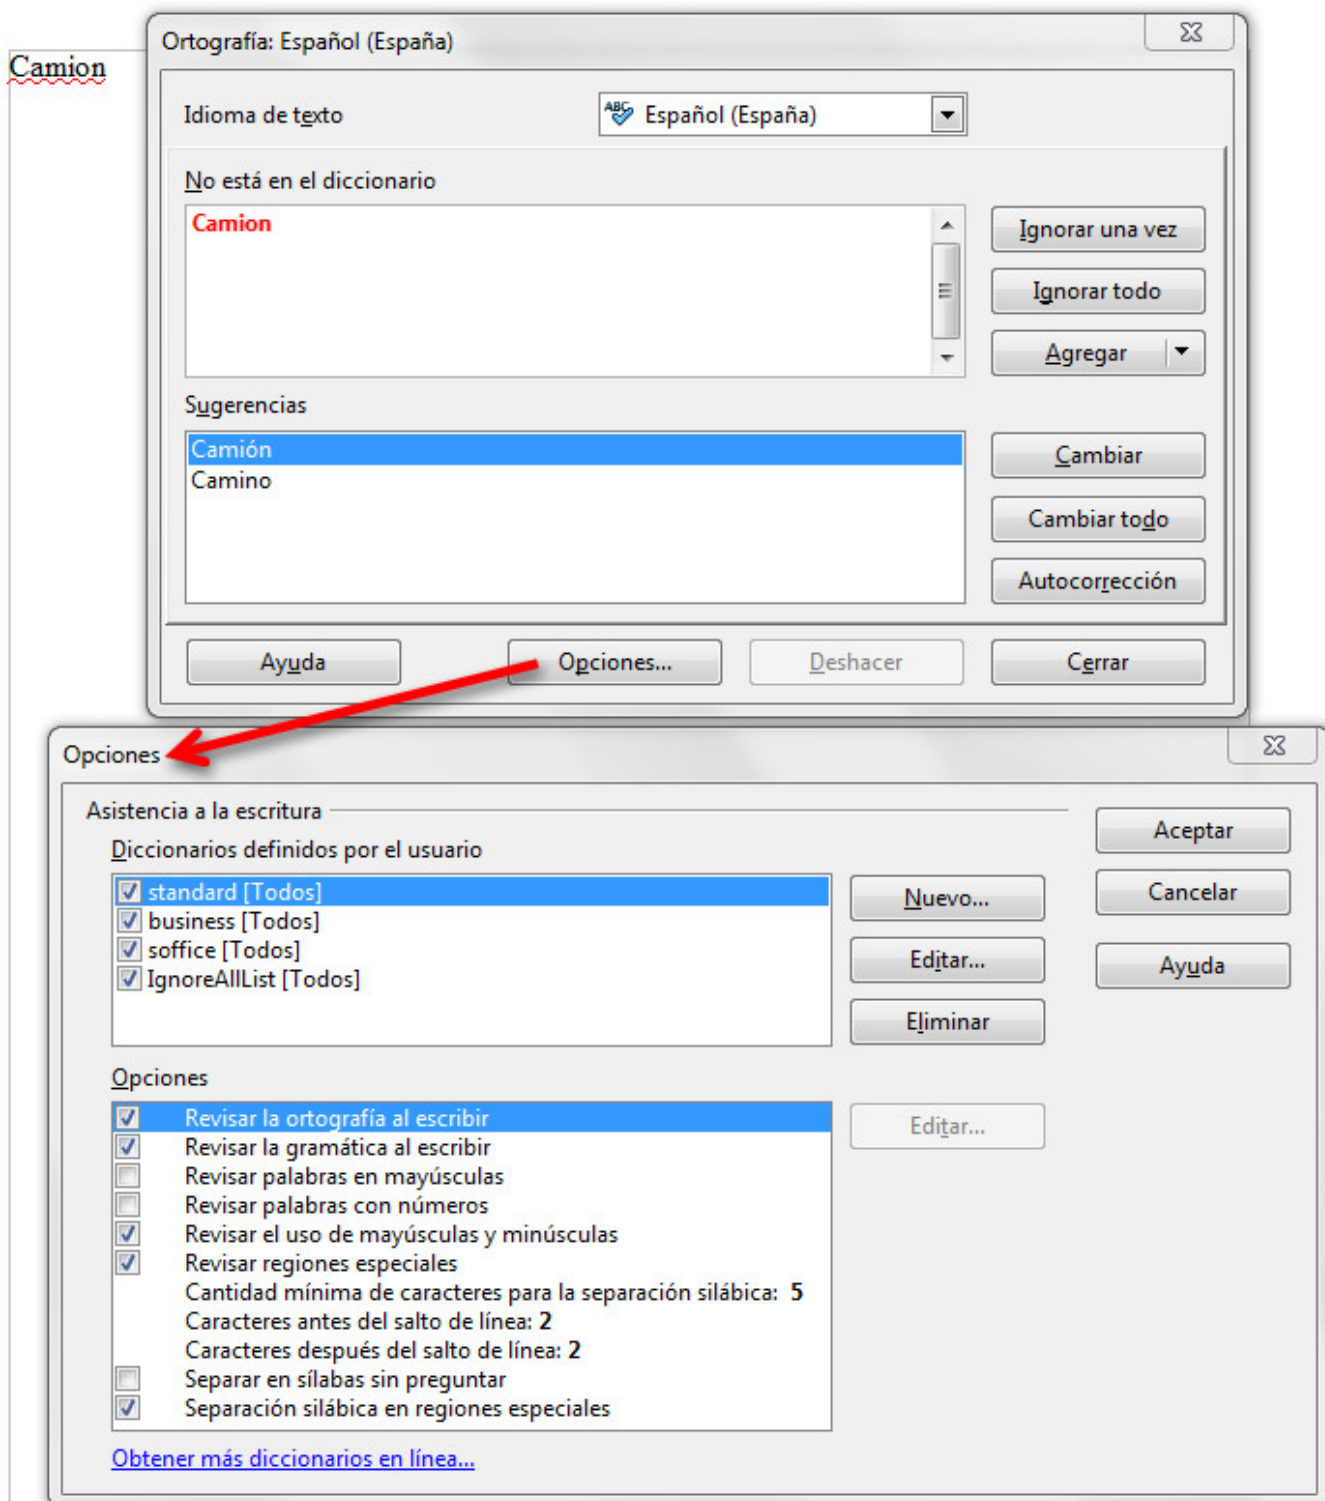 Camion
Ortografía: Español (España)
Idioma de texto
ABC Español (España)
No está en el diccionario
Camion
Ignorar una vez
Ignorar todo
Agregar
Sugerencias
Camión
Camino
Cambiar
Cambiar todo
Autocorrección
Ayuda Opciones... Deshacer Cerrar
Opciones
Asistencia a la escritura
Diccionarios definidos por el usuario
standard [Todos]
business [Todos]
soffice [Todos]
IgnoreAllList [Todos]
Nuevo...
Editar...
Eliminar
Aceptar
Cancelar
Ayuda
Opciones
Revisar la ortografía al escribir
Revisar la gramática al escribir
Revisar palabras en mayúsculas
Revisar palabras con números
Revisar el uso de mayúsculas y minúsculas
Revisar regiones especiales
Cantidad mínima de caracteres para la separación silábica: 5
Caracteres antes del salto de línea: 2
Caracteres después del salto de línea: 2
Separar en sílabas sin preguntar
Separación silábica en regiones especiales
Editar...
Obtener más diccionarios en línea...